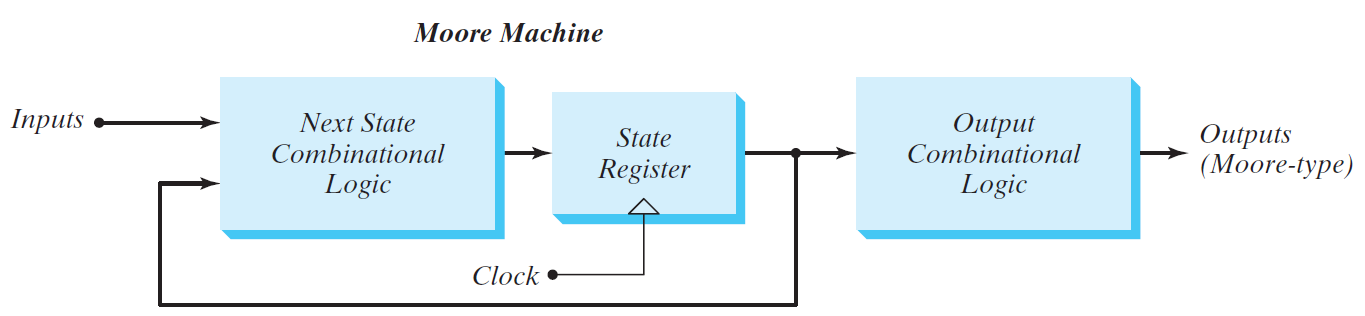 Moore Machine
Inputs
Next State
Combinational
Logic
State
Register
Output
Combinational
Logic
Outputs
(Moore-type)
Clock